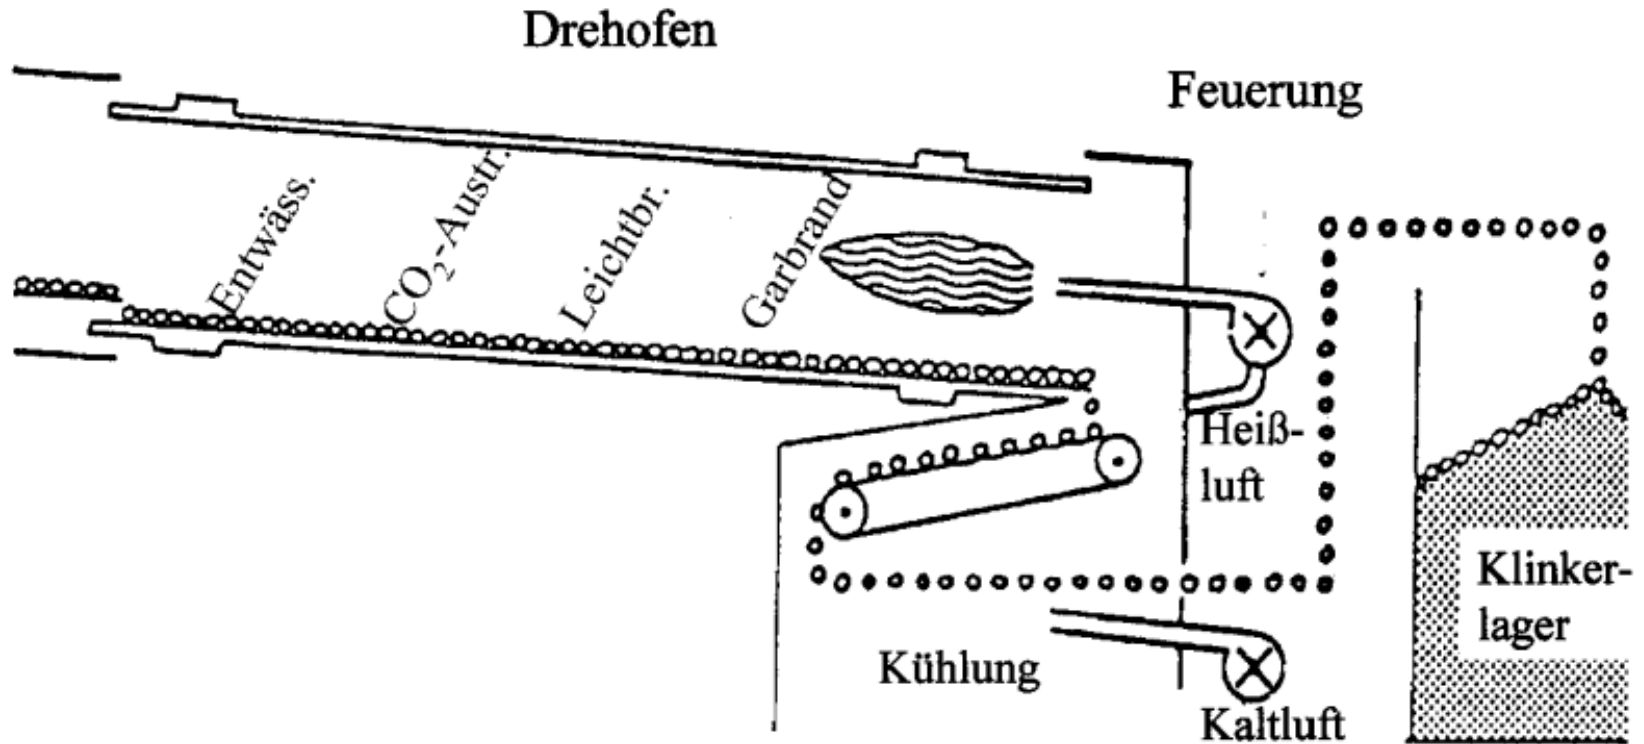 Drehofen
Feuerung
Entwäss.
CO₂-Austr.
Leichtbr.
Garbrand
Heiß-
luft
Klinker-
lager
Kühlung
Kaltluft